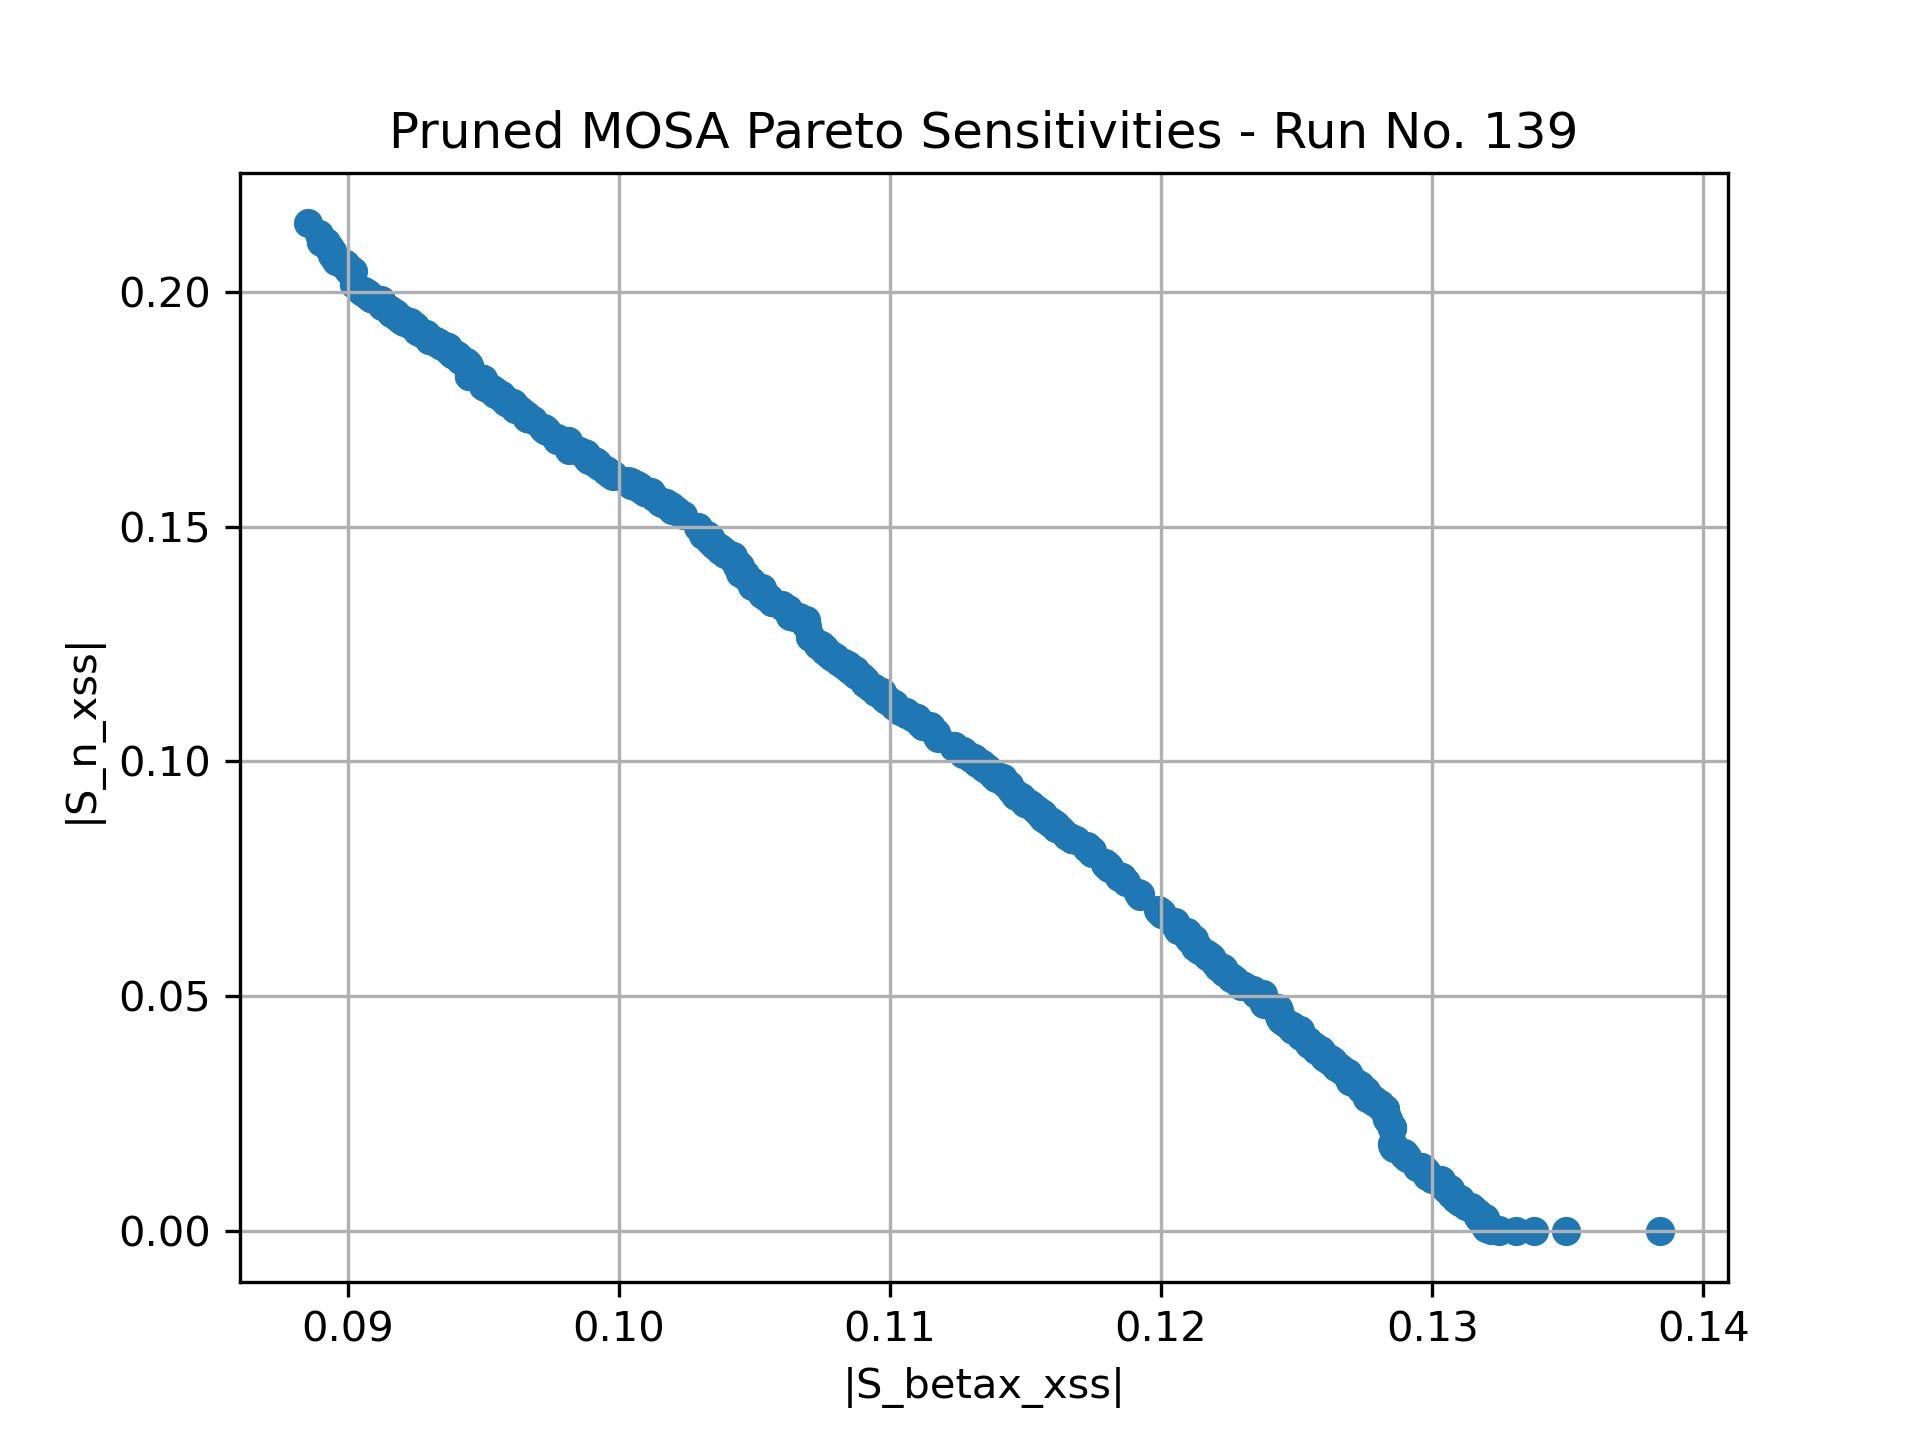 Pruned MOSA Pareto Sensitivities - Run No. 139
|S_n_xss|
0.20
0.15
0.10
0.05
0.00
0.09 0.10 0.11 0.12 0.13 0.14
|S_betax_xss|